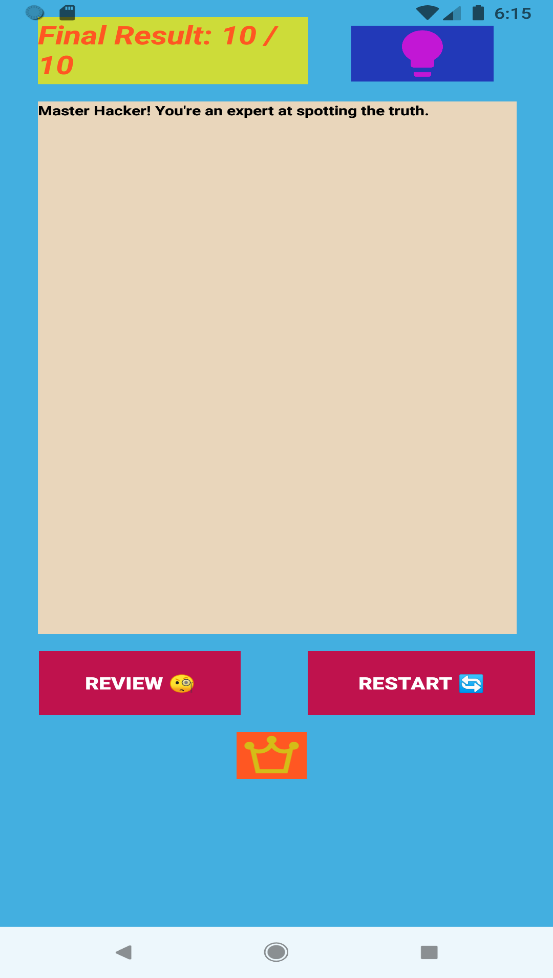 6:15
Final Result: 10 /
10
Master Hacker! You're an expert at spotting the truth.
REVIEW 🧐
RESTART 🔄